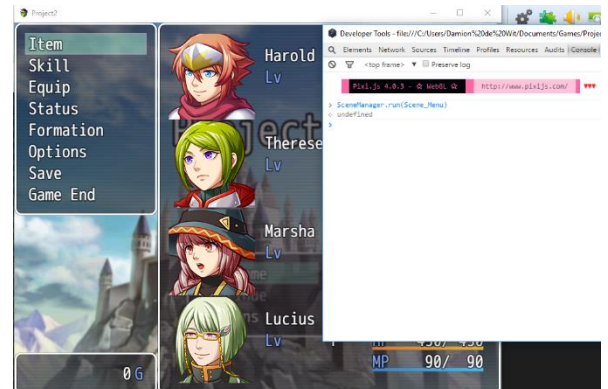 Project2
Item
Skill
Equip
Status
Formation
Options
Save
Game End
0 G
Harold
Lv
Therese
Lv
Marsha
Lv
Lucius
Lv
MP 90/ 90
Developer Tools - file:///C:/Users/Damion%20de%20Wit/Documents/Games/Proje
Elements Network Sources Timeline Profiles Resources Audits Console
<top frame> ▼ Preserve log
Pixi.js 4.0.3 - ☆ WebGL ☆ http://www.pixijs.com/ ♥♥♥
> SceneManager.run(Scene_Menu)
undefined
>